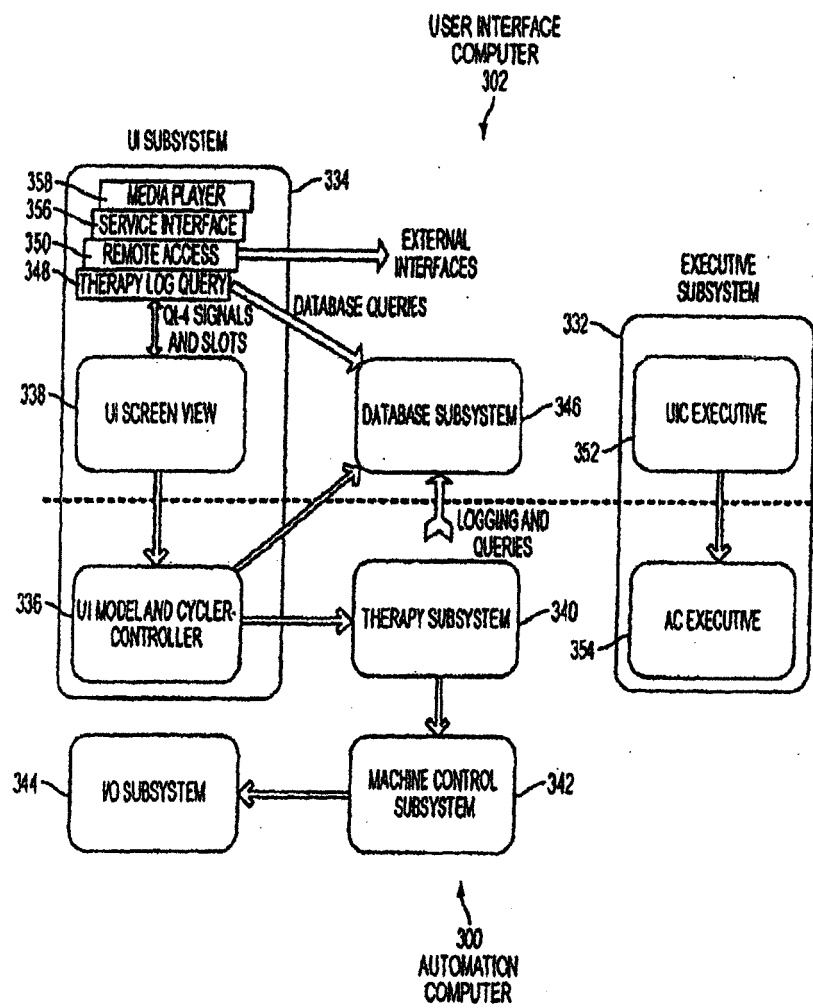 USER INTERFACE
COMPUTER
302
UI SUBSYSTEM
334
358
MEDIA PLAYER
356
SERVICE INTERFACE
350
REMOTE ACCESS
348
THERAPY LOG QUERY
EXTERNAL
INTERFACES
DATABASE QUERIES
Qt-4 SIGNALS
AND SLOTS
EXECUTIVE
SUBSYSTEM
332
338
UI SCREEN VIEW
DATABASE SUBSYSTEM
346
UIC EXECUTIVE
352
LOGGING AND
QUERIES
336
UI MODEL AND CYCLER-
CONTROLLER
THERAPY SUBSYSTEM
340
AC EXECUTIVE
354
344
I/O SUBSYSTEM
MACHINE CONTROL
SUBSYSTEM
342
300
AUTOMATION
COMPUTER